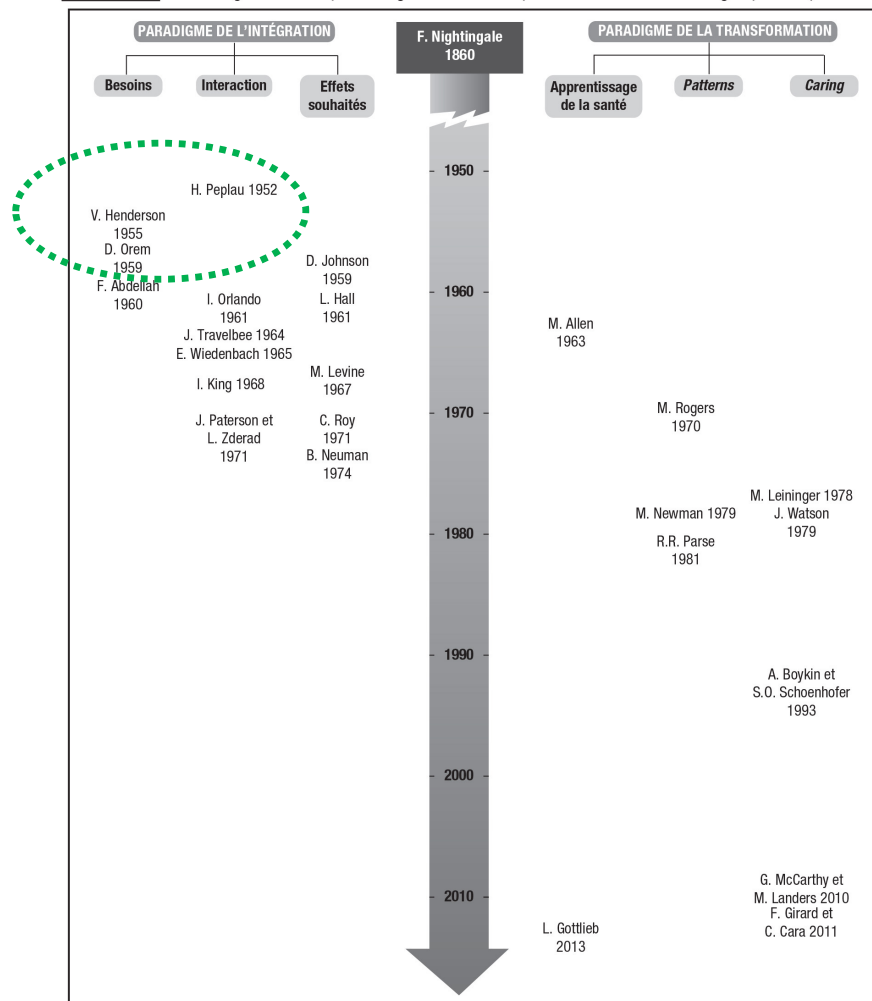 PARADIGME DE L'INTÉGRATION
F. Nightingale
1860
PARADIGME DE LA TRANSFORMATION
Besoins
Interaction
Effets
souhaités
Apprentissage
de la santé
Patterns
Caring
1950
H. Peplau 1952
V. Henderson
1955
D. Orem
1959
F. Abdellah
1960
D. Johnson
1959
1960
I. Orlando
1961
L. Hall
1961
J. Travelbee 1964
E. Wiedenbach 1965
M. Allen
1963
I. King 1968
M. Levine
1967
1970
M. Rogers
1970
J. Paterson et
L. Zderad
1971
C. Roy
1971
B. Neuman
1974
M. Leininger 1978
J. Watson
1979
M. Newman 1979
1980
R.R. Parse
1981
1990
A. Boykin et
S.O. Schoenhofer
1993
2000
G. McCarthy et
M. Landers 2010
2010
F. Girard et
C. Cara 2011
L. Gottlieb
2013